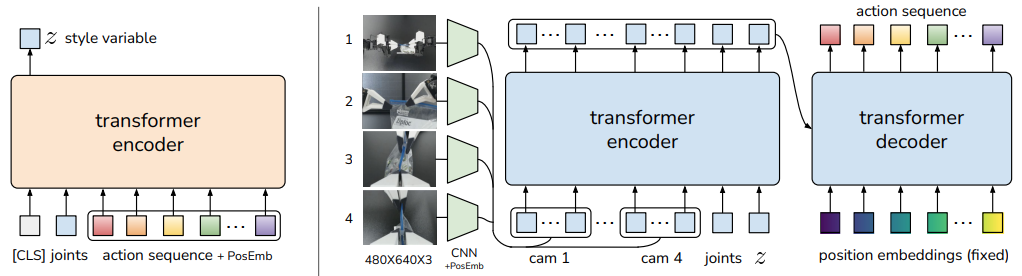 z style variable
transformer
encoder
[CLS] joints action sequence + PosEmb
1
2
3
4
Ziploc
480X640X3
CNN
+PosEmb
transformer
encoder
cam 1
cam 4
joints
z
action sequence
transformer
decoder
position embeddings (fixed)